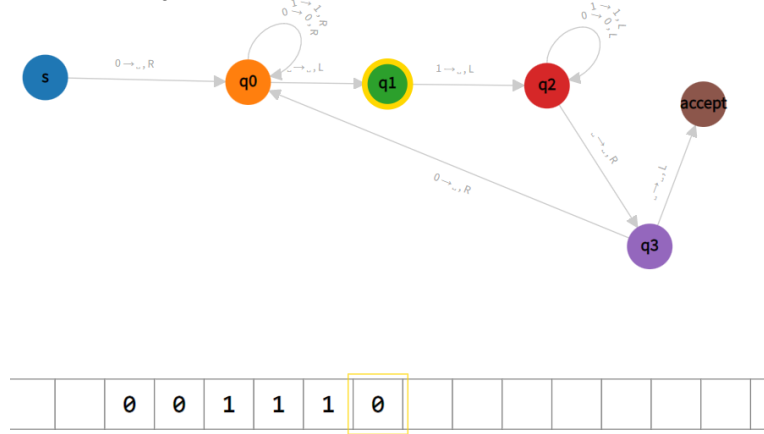 1→1,R
0→0,R
1→1,L
0→0,L
0→_,R
_→_,L
1→_,L
s
q0
q1
q2
accept
_→_,R
_→_,L
0→_,R
q3
0 0 1 1 1 0